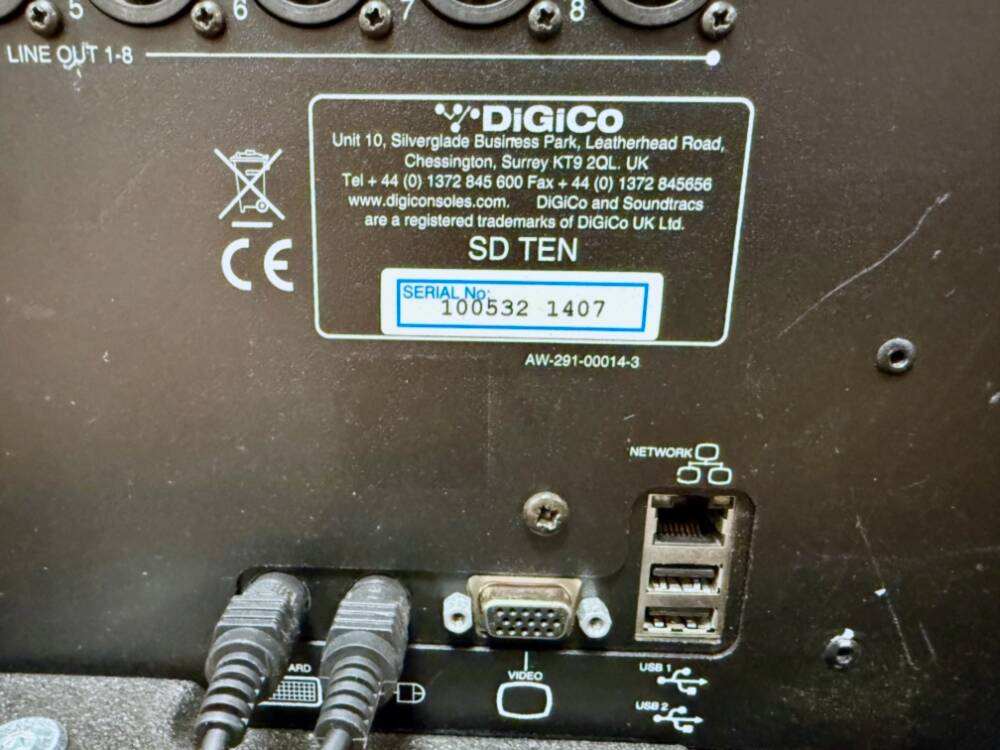 5 6 7 8
LINE OUT 1-8
DiGiCo
Unit 10, Silverglade Business Park, Leatherhead Road,
Chessington, Surrey KT9 2QL. UK
Tel + 44 (0) 1372 845 600 Fax + 44 (0) 1372 845656
www.digiconsoles.com. DiGiCo and Soundtracs
are a registered trademarks of DiGiCo UK Ltd.
SD TEN
CE
SERIAL No:
100532 1407
AW-291-00014-3
NETWORK
ARD
VIDEO
USB 1
USB 2